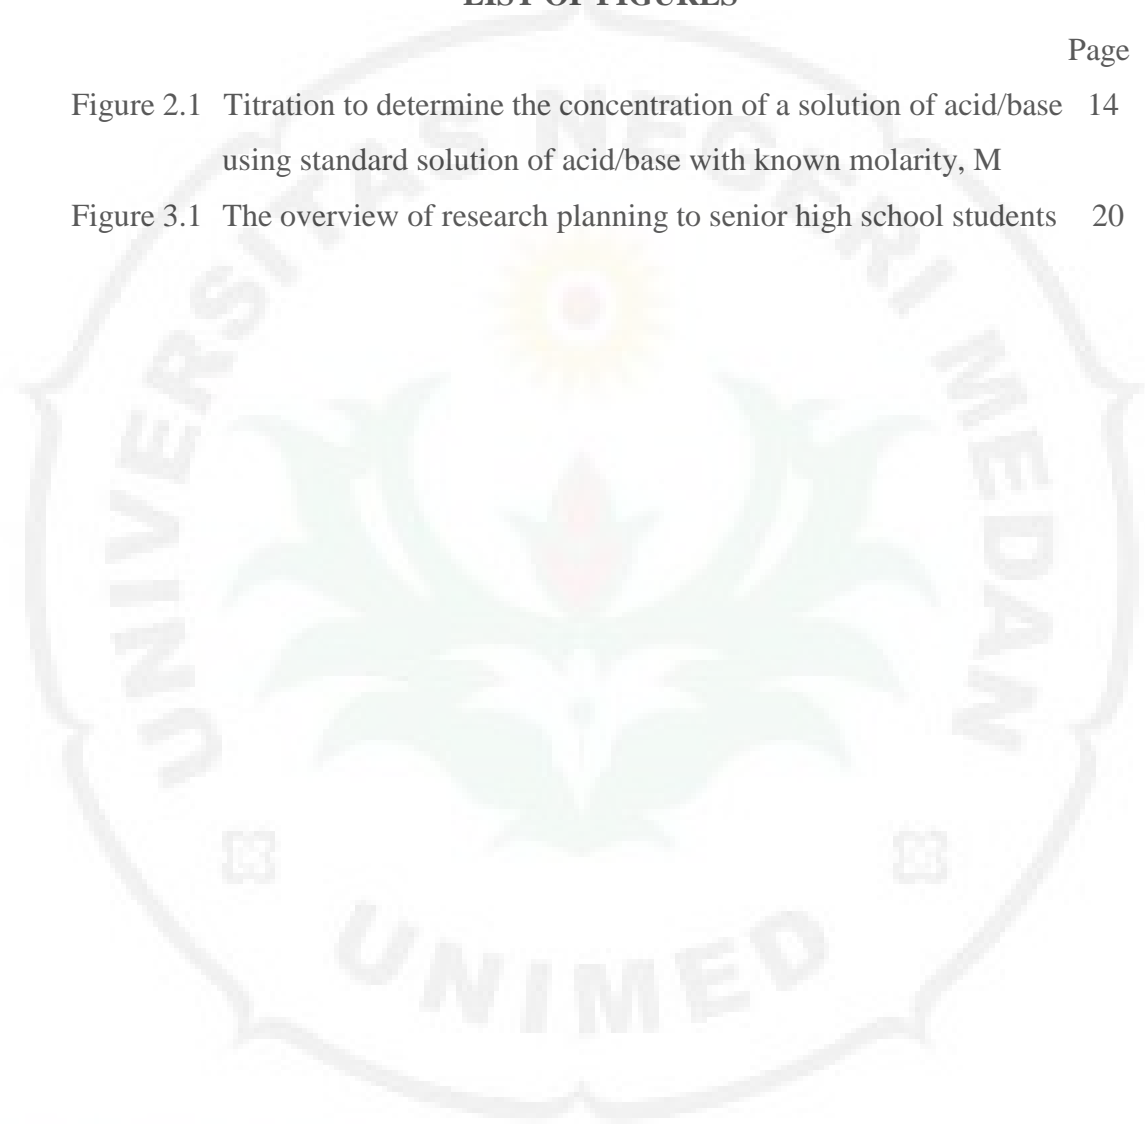 LIST OF FIGURES
Page
Figure 2.1 Titration to determine the concentration of a solution of acid/base 14
using standard solution of acid/base with known molarity, M
Figure 3.1 The overview of research planning to senior high school students 20
UNIVERSITAS NEGERI MEDAN
UNIMED